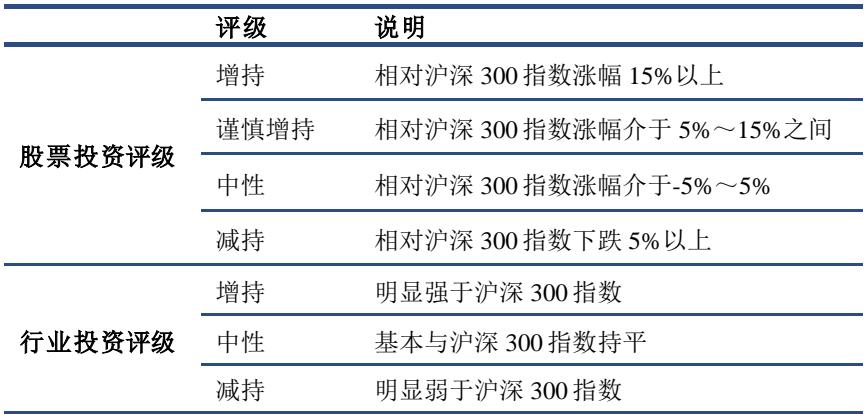 评级 说明
增持 相对沪深 300 指数涨幅 15%以上
谨慎增持 相对沪深 300 指数涨幅介于 5%～15%之间
股票投资评级
中性 相对沪深 300 指数涨幅介于-5%～5%
减持 相对沪深 300 指数下跌 5%以上
增持 明显强于沪深 300 指数
行业投资评级 中性 基本与沪深 300 指数持平
减持 明显弱于沪深 300 指数